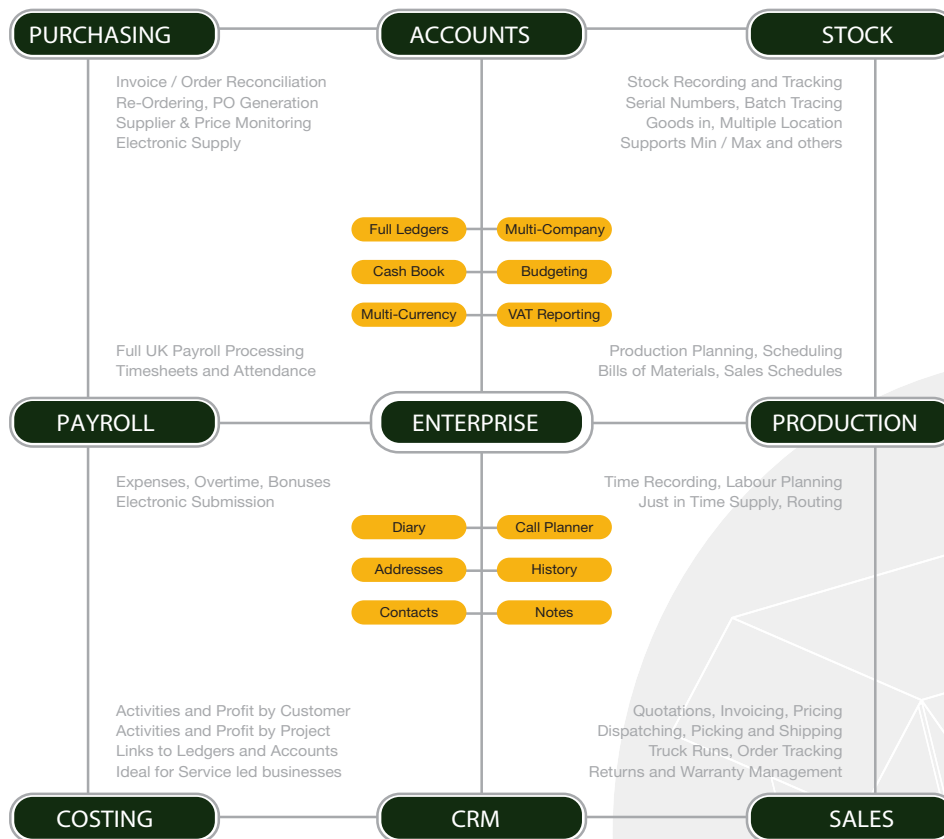 PURCHASING
ACCOUNTS
STOCK
Invoice / Order Reconciliation
Re-Ordering, PO Generation
Supplier & Price Monitoring
Electronic Supply
Stock Recording and Tracking
Serial Numbers, Batch Tracing
Goods in, Multiple Location
Supports Min / Max and others
Full Ledgers
Multi-Company
Cash Book
Budgeting
Multi-Currency
VAT Reporting
Full UK Payroll Processing
Timesheets and Attendance
Production Planning, Scheduling
Bills of Materials, Sales Schedules
PAYROLL
ENTERPRISE
PRODUCTION
Expenses, Overtime, Bonuses
Electronic Submission
Time Recording, Labour Planning
Just in Time Supply, Routing
Diary
Call Planner
Addresses
History
Contacts
Notes
Activities and Profit by Customer
Activities and Profit by Project
Links to Ledgers and Accounts
Ideal for Service led businesses
Quotations, Invoicing, Pricing
Dispatching, Picking and Shipping
Truck Runs, Order Tracking
Returns and Warranty Management
COSTING
CRM
SALES